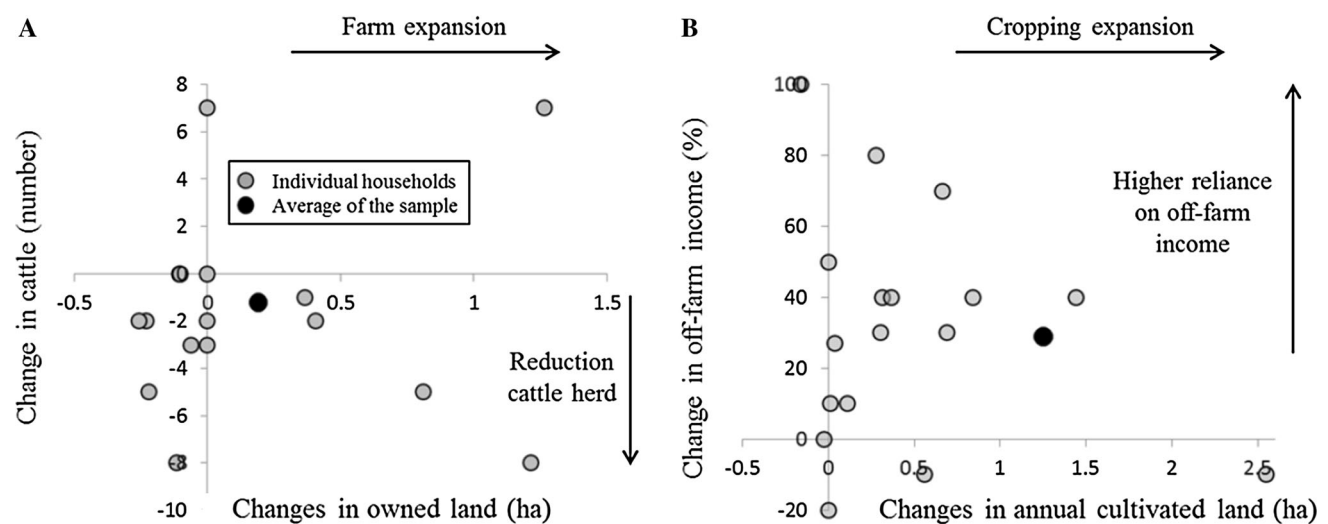 A
Farm expansion
Change in cattle (number)
8
6
4
2
0
-2
-4
-6
-8
-10
-0.5
0
0.5
1
1.5
Individual households
Average of the sample
Reduction
cattle herd
Changes in owned land (ha)
B
Cropping expansion
Change in off-farm income (%)
100
80
60
40
20
0
-20
-0.5
0
0.5
1
1.5
2
2.5
Higher reliance
on off-farm
income
Changes in annual cultivated land (ha)